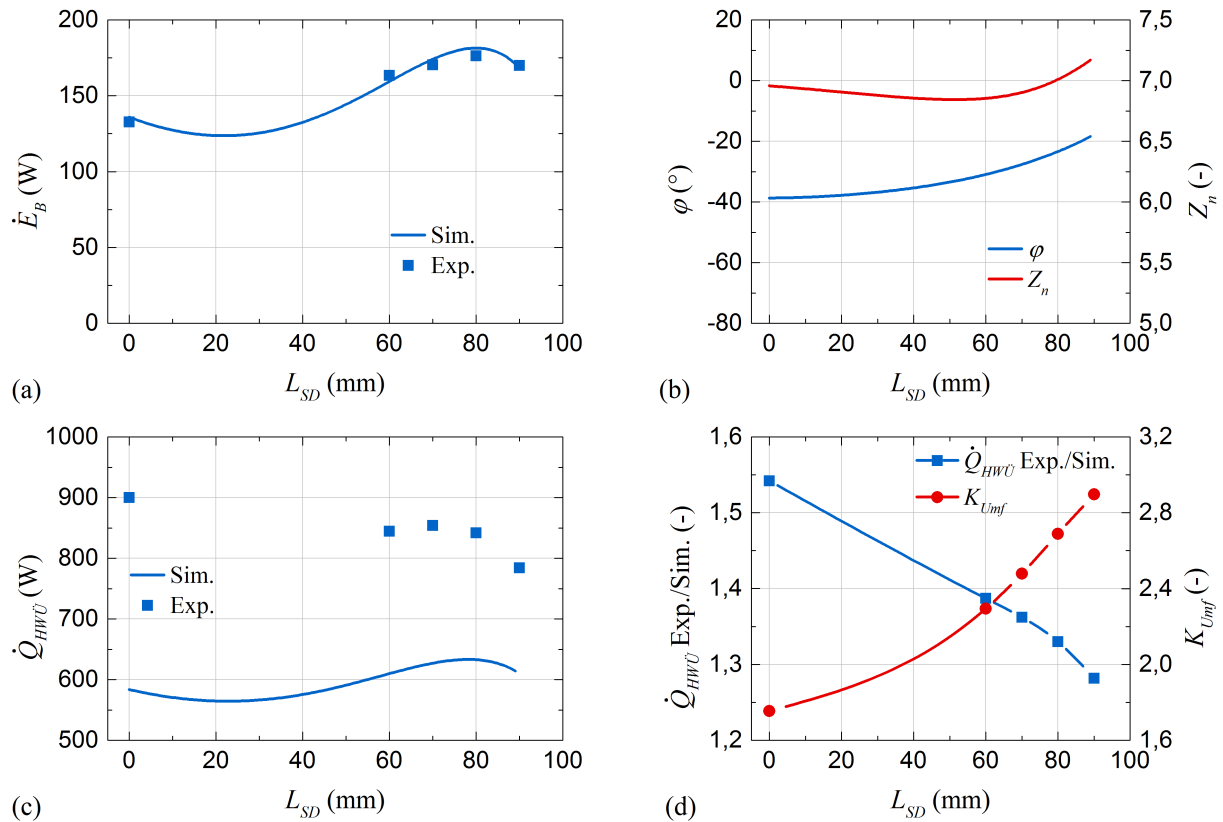 200
150
100
50
0
Ė_B (W)
Sim.
Exp.
0 20 40 60 80 100
(a)
L_SD (mm)
20
0
-20
-40
-60
-80
φ (°)
φ
Z_n
7,5
7,0
6,5
6,0
5,5
5,0
Z_n (-)
0 20 40 60 80 100
(b)
L_SD (mm)
1000
900
800
700
600
500
Q̇_HWÜ (W)
Sim.
Exp.
0 20 40 60 80 100
(c)
L_SD (mm)
1,6
1,5
1,4
1,3
1,2
Q̇_HWÜ Exp./Sim. (-)
Q̇_HWÜ Exp./Sim.
K_Umf
3,2
2,8
2,4
2,0
1,6
K_Umf (-)
0 20 40 60 80 100
(d)
L_SD (mm)